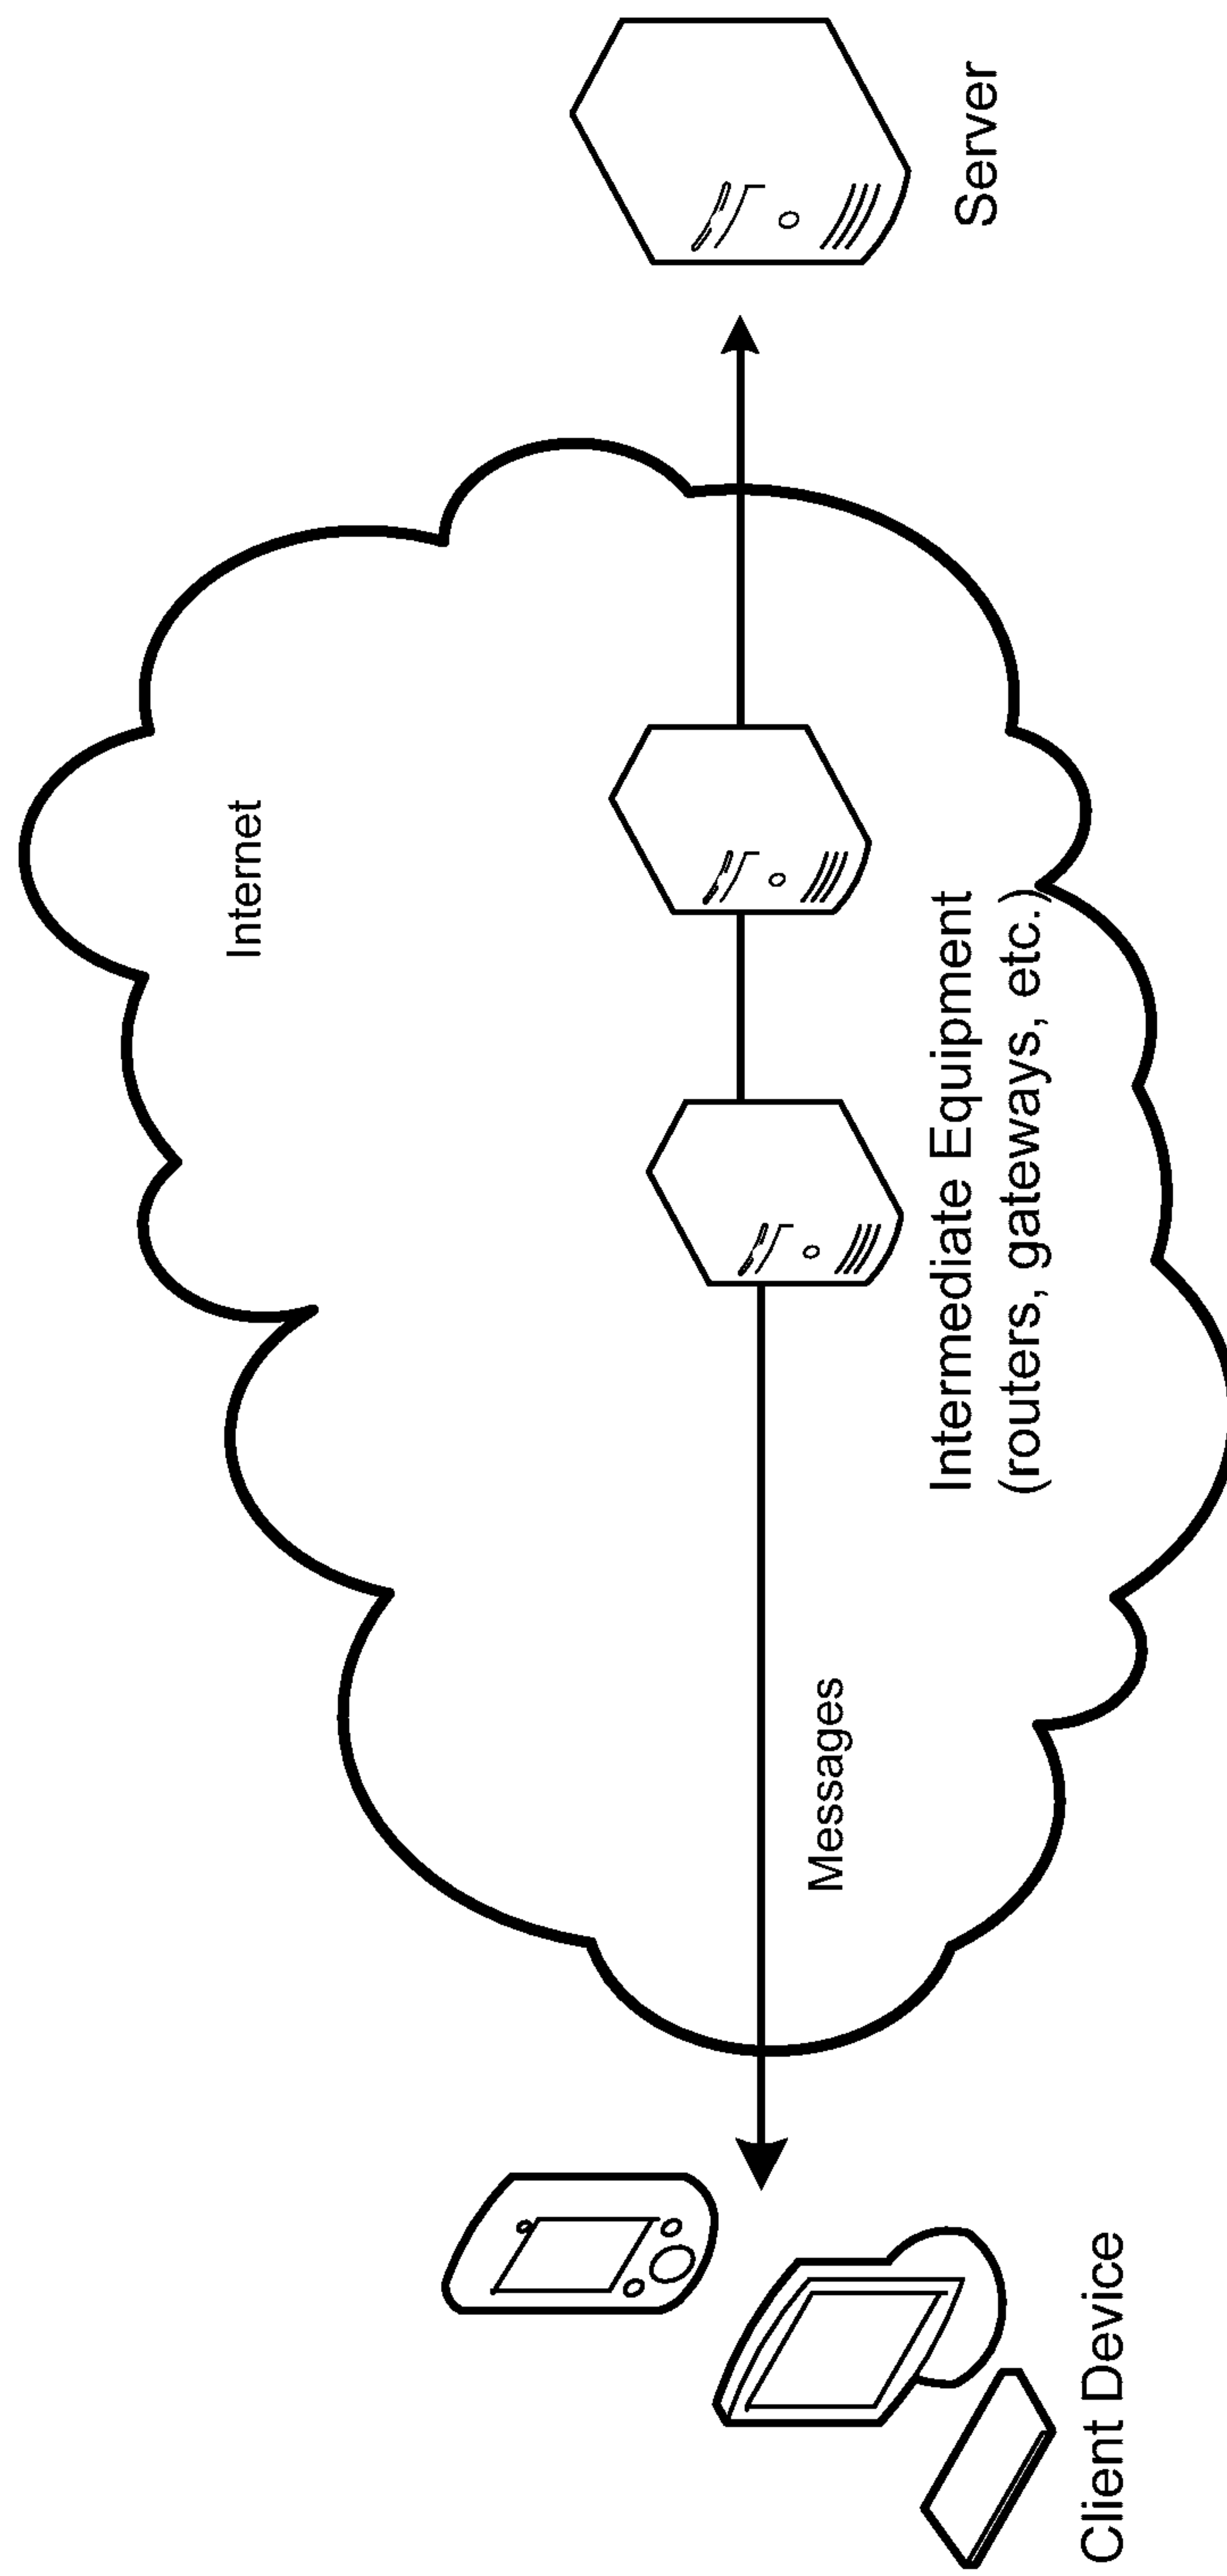 Internet
Server
Intermediate Equipment
(routers, gateways, etc.)
Messages
Client Device